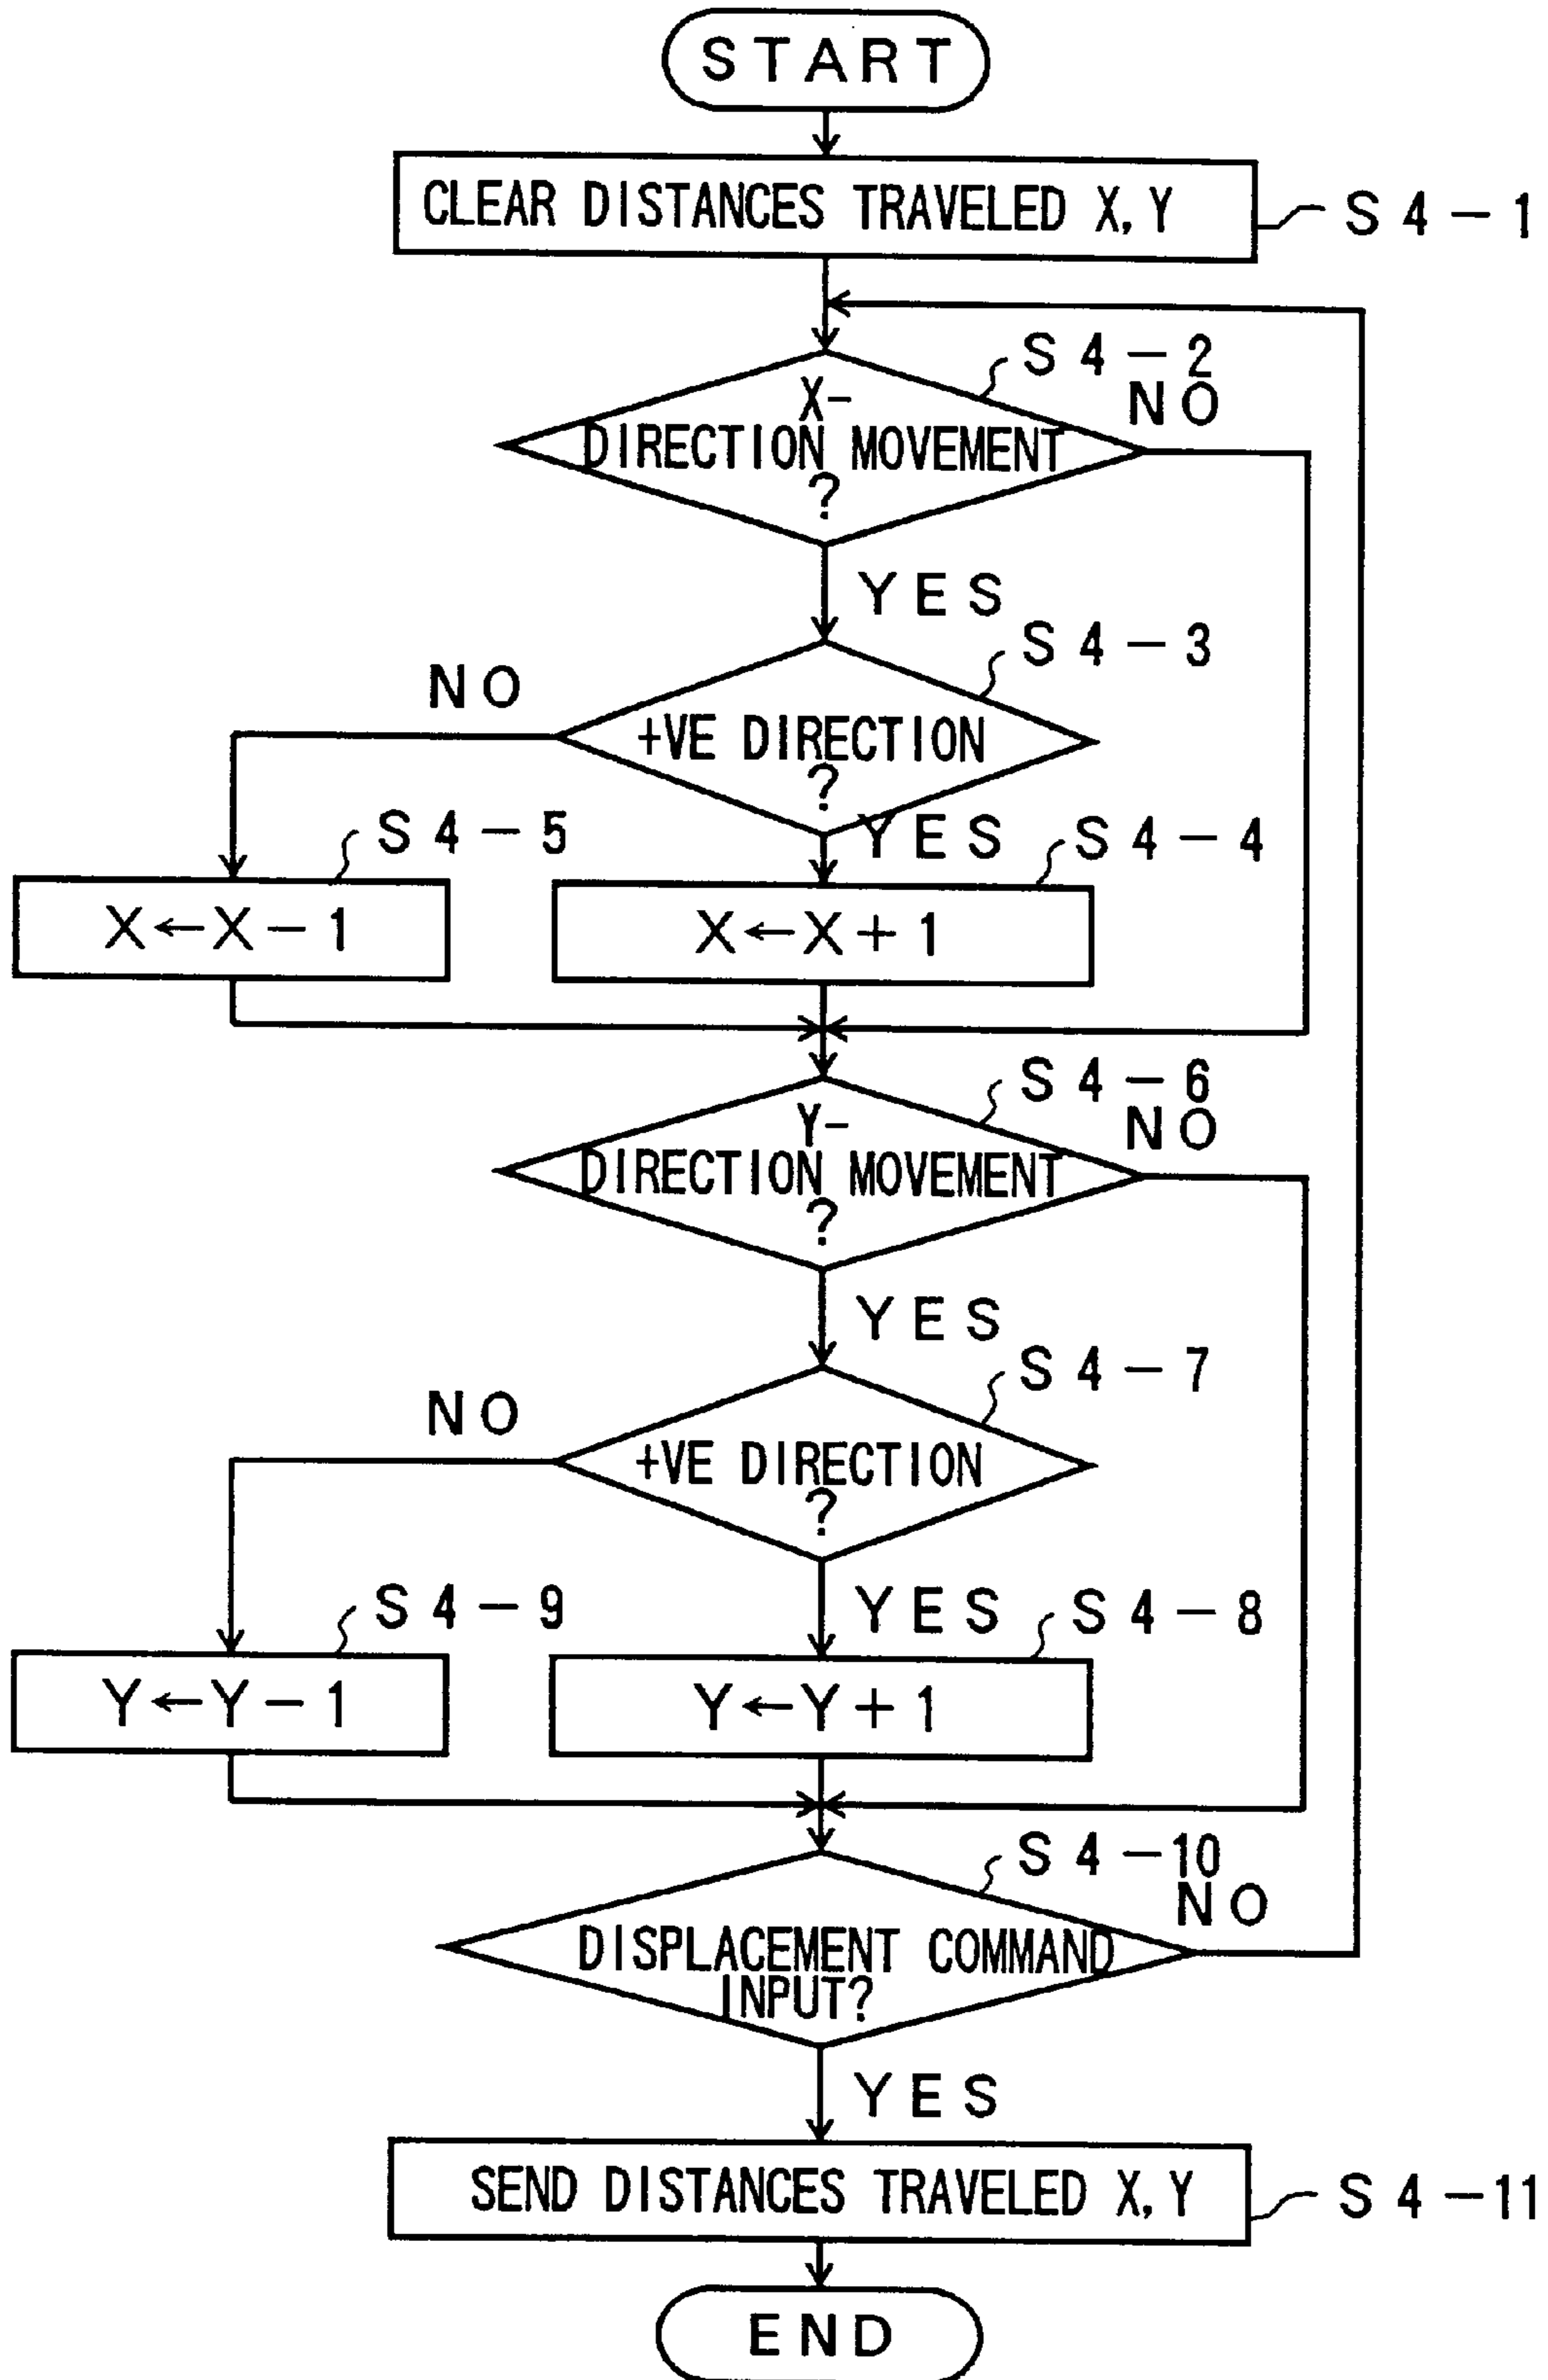 START
CLEAR DISTANCES TRAVELED X, Y
S4-1
S4-2
NO
X-
DIRECTION MOVEMENT
?
YES
S4-3
NO
+VE DIRECTION
?
YES
S4-5
S4-4
X←X-1
X←X+1
S4-6
NO
Y-
DIRECTION MOVEMENT
?
YES
S4-7
NO
+VE DIRECTION
?
YES
S4-9
S4-8
Y←Y-1
Y←Y+1
S4-10
NO
DISPLACEMENT COMMAND
INPUT?
YES
SEND DISTANCES TRAVELED X, Y
S4-11
END